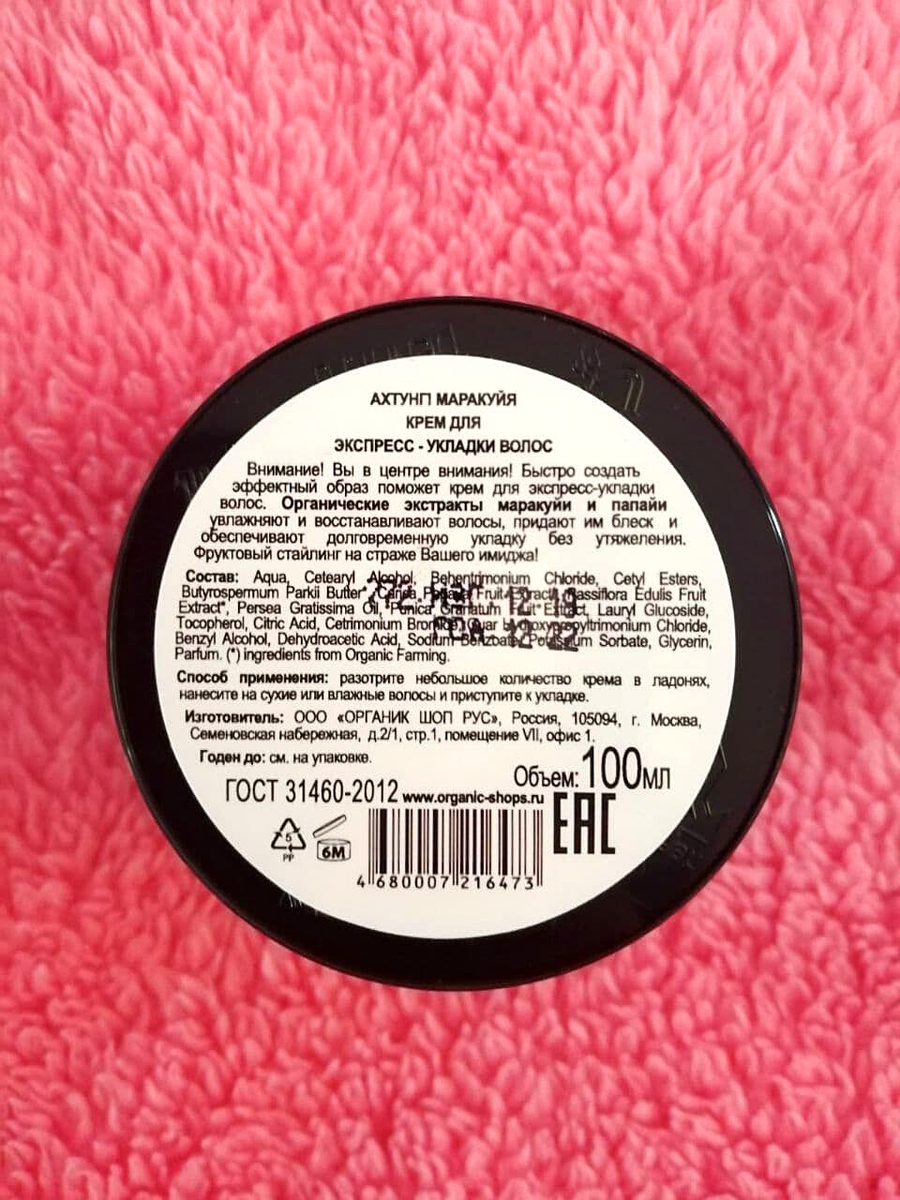 АХТУНГ! МАРАКУЙЯ
КРЕМ ДЛЯ
ЭКСПРЕСС - УКЛАДКИ ВОЛОС
Внимание! Вы в центре внимания! Быстро создать
эффектный образ поможет крем для экспресс-укладки
волос. Органические экстракты маракуйи и папайи
увлажняют и восстанавливают волосы, придают им блеск и
обеспечивают долговременную укладку без утяжеления.
Фруктовый стайлинг на страже Вашего имиджа!
Состав: Aqua, Cetearyl Alcohol, Behentrimonium Chloride, Cetyl Esters,
Butyrospermum Parkii Butter*, Carica Papaya Fruit Extract*, Passiflora Edulis Fruit
Extract*, Persea Gratissima Oil, Punica Granatum Fruit Extract, Lauryl Glucoside,
Tocopherol, Citric Acid, Cetrimonium Bromide, Guar Hydroxypropyltrimonium Chloride,
Benzyl Alcohol, Dehydroacetic Acid, Sodium Benzoate, Potassium Sorbate, Glycerin,
Parfum. (*) ingredients from Organic Farming.
12 19
12 22
Способ применения: разотрите небольшое количество крема в ладонях,
нанесите на сухие или влажные волосы и приступите к укладке.
Изготовитель: ООО «ОРГАНИК ШОП РУС», Россия, 105094, г. Москва,
Семеновская набережная, д.2/1, стр.1, помещение VII, офис 1.
Годен до: см. на упаковке.
Объем: 100мл
ГОСТ 31460-2012 www.organic-shops.ru EAC
5
PP
6M
4 680007 216473